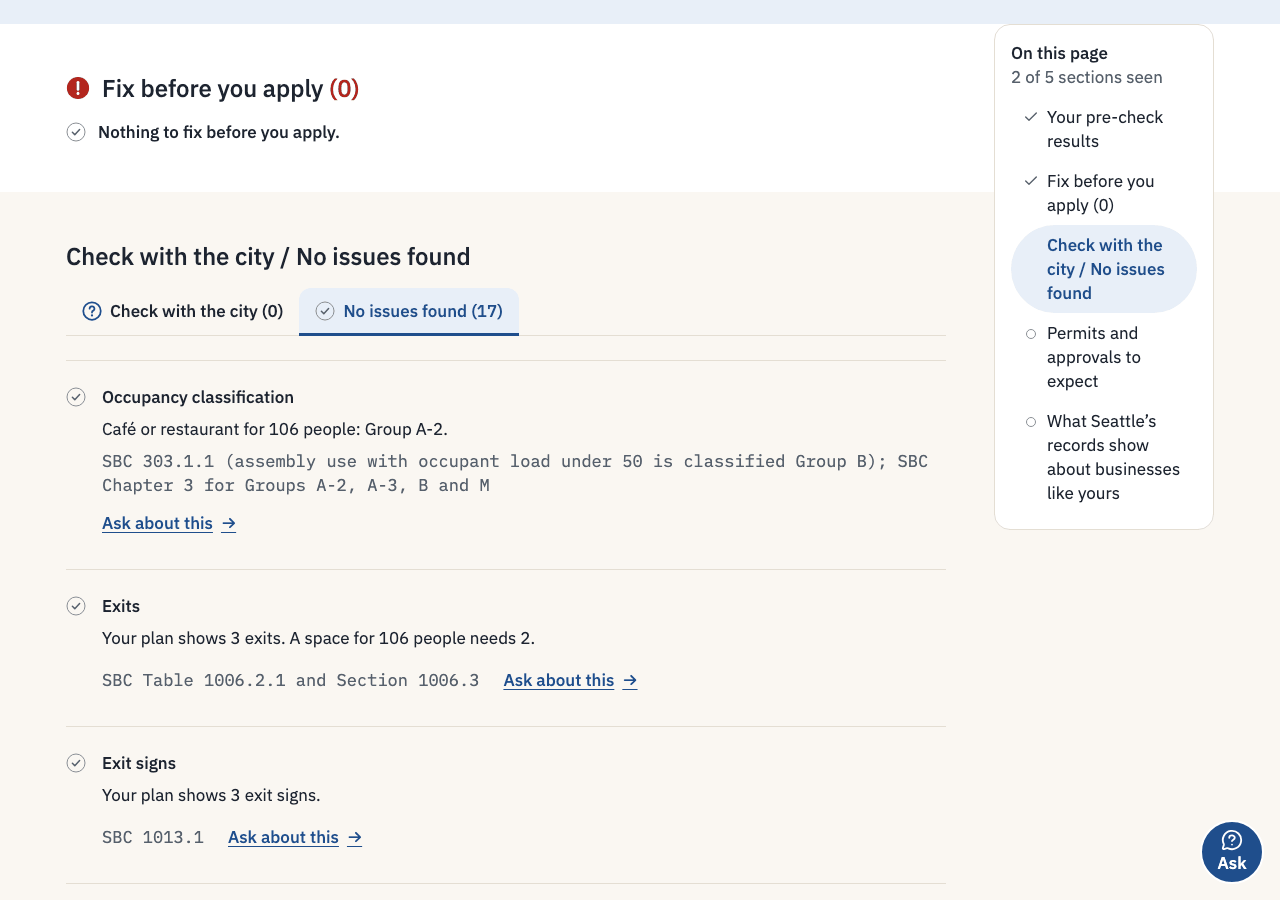 Fix before you apply (0)
Nothing to fix before you apply.
Check with the city / No issues found
Check with the city (0)
No issues found (17)
Occupancy classification
Café or restaurant for 106 people: Group A-2.
SBC 303.1.1 (assembly use with occupant load under 50 is classified Group B); SBC
Chapter 3 for Groups A-2, A-3, B and M
Ask about this →
Exits
Your plan shows 3 exits. A space for 106 people needs 2.
SBC Table 1006.2.1 and Section 1006.3 Ask about this →
Exit signs
Your plan shows 3 exit signs.
SBC 1013.1 Ask about this →
On this page
2 of 5 sections seen
Your pre-check
results
Fix before you
apply (0)
Check with the
city / No issues
found
Permits and
approvals to
expect
What Seattle’s
records show
about businesses
like yours
Ask